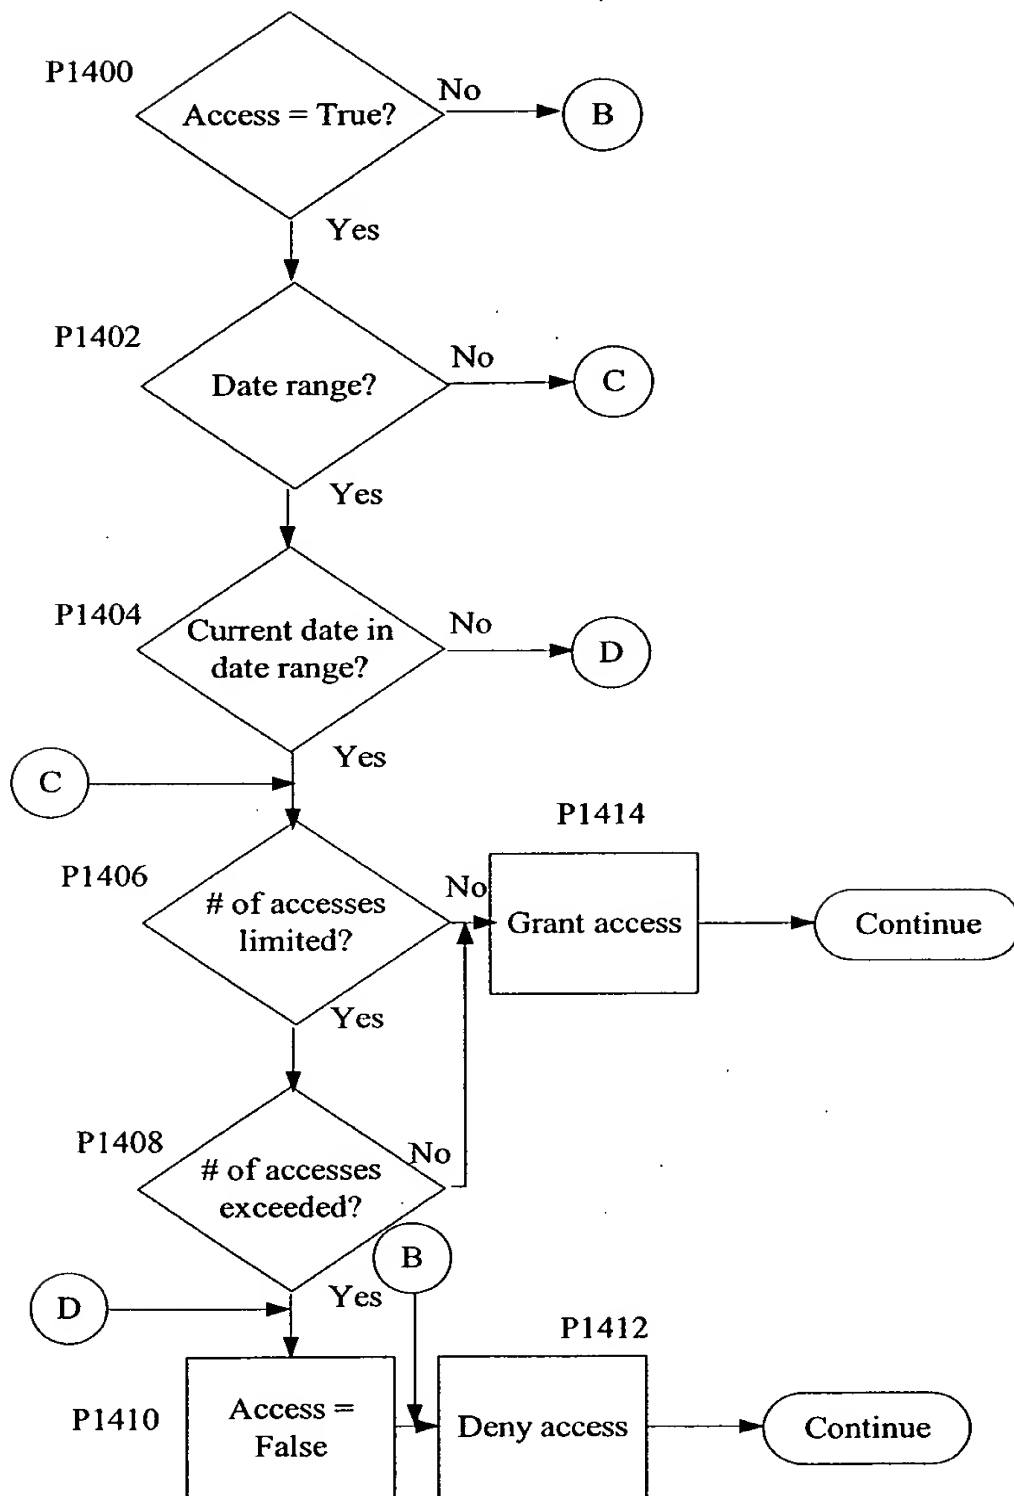 P1400
Access = True?
No
B
Yes
P1402
Date range?
No
C
Yes
P1404
Current date in
date range?
No
D
Yes
C
P1414
P1406
# of accesses
limited?
No
Grant access
Continue
Yes
P1408
# of accesses
exceeded?
No
B
D
Yes
P1412
P1410
Access =
False
Deny access
Continue